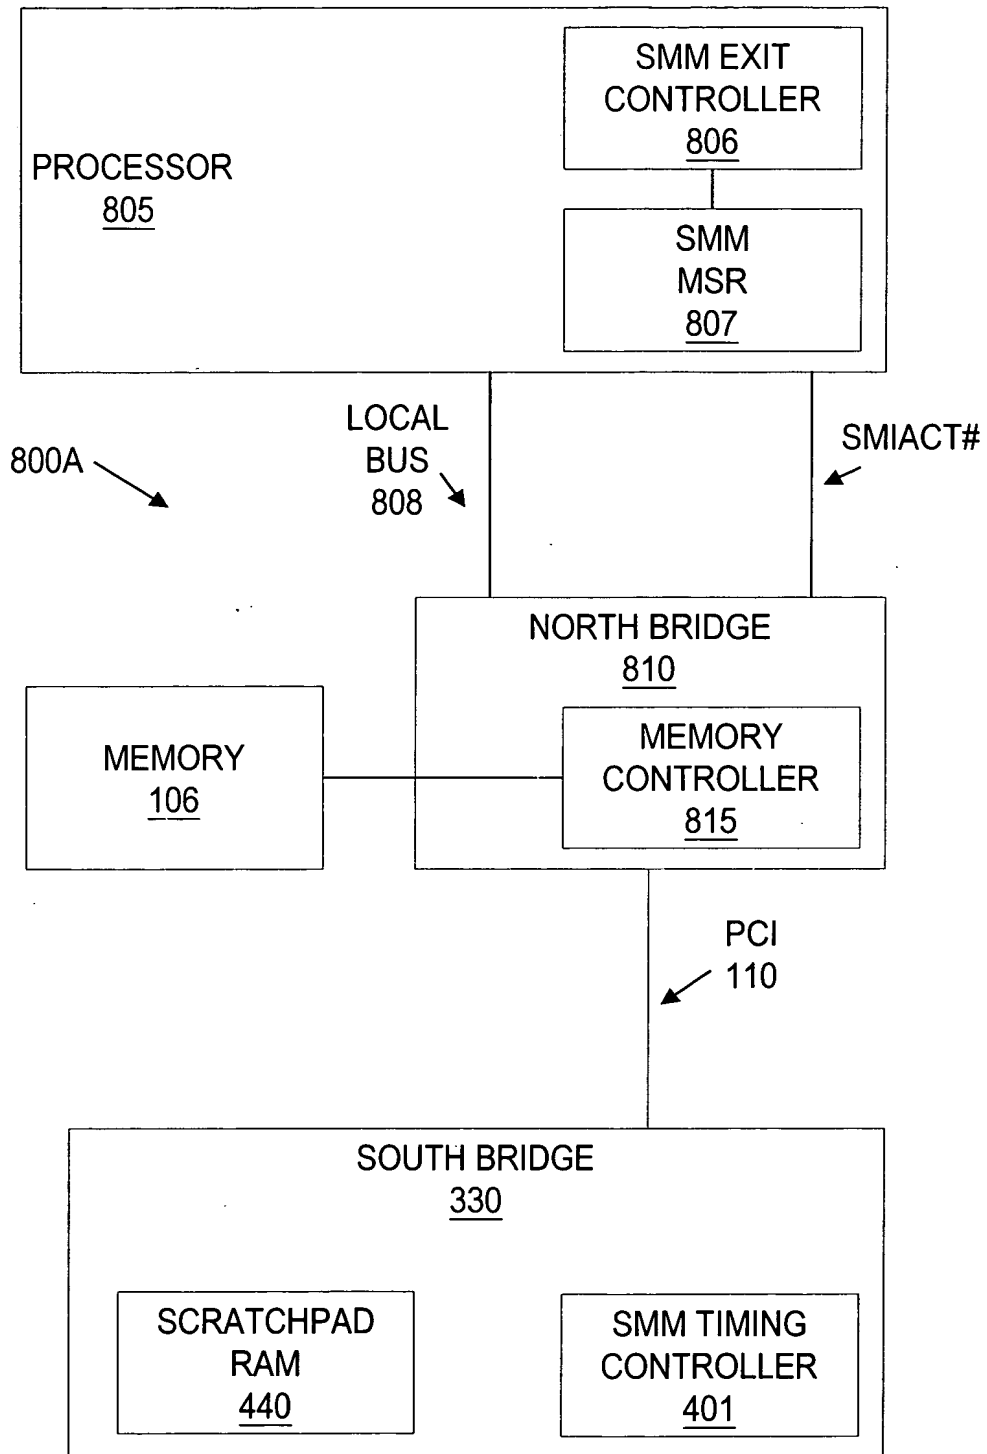 SMM EXIT
CONTROLLER
806
PROCESSOR
805
SMM
MSR
807
LOCAL
BUS
808
SMIACT#
800A
NORTH BRIDGE
810
MEMORY
CONTROLLER
815
MEMORY
106
PCI
110
SOUTH BRIDGE
330
SCRATCHPAD
RAM
440
SMM TIMING
CONTROLLER
401